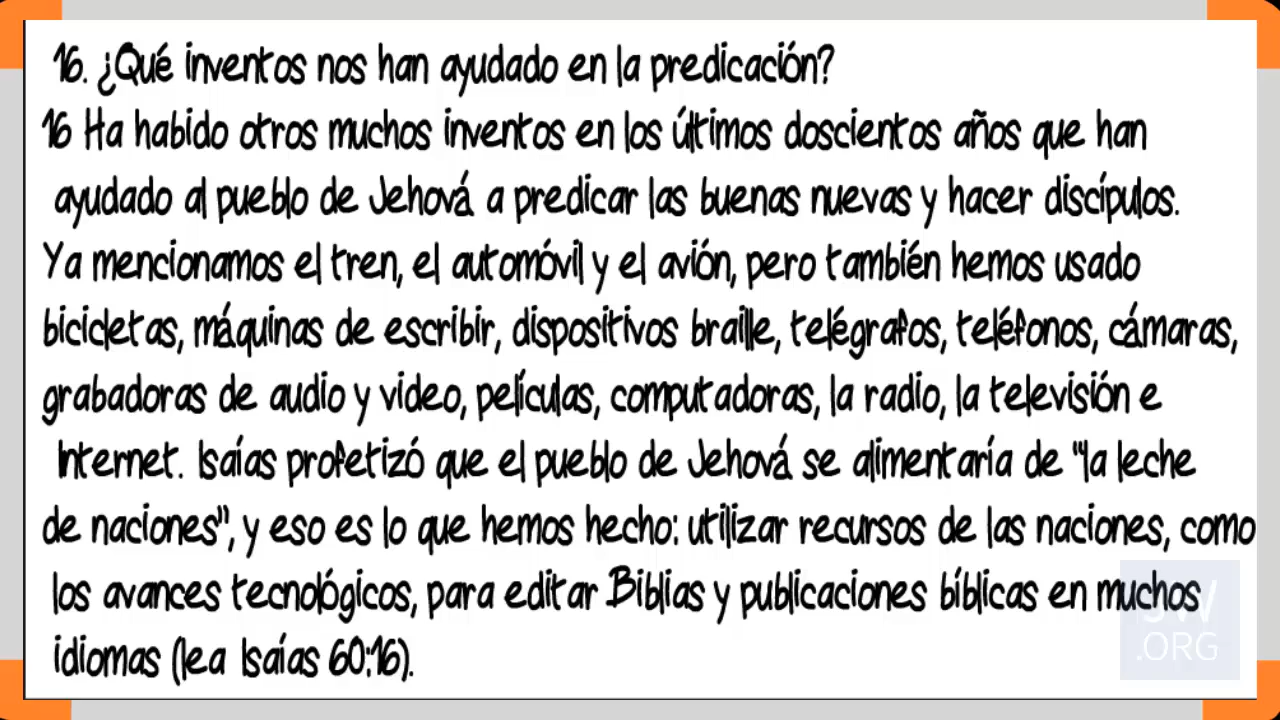 16. ¿Qué inventos nos han ayudado en la predicación?
16 Ha habido otros muchos inventos en los últimos doscientos años que han
ayudado al pueblo de Jehová a predicar las buenas nuevas y hacer discípulos.
Ya mencionamos el tren, el automóvil y el avión, pero también hemos usado
bicicletas, máquinas de escribir, dispositivos braille, telégrafos, teléfonos, cámaras,
grabadoras de audio y video, películas, computadoras, la radio, la televisión e
Internet. Isaías profetizó que el pueblo de Jehová se alimentaría de “la leche
de naciones”, y eso es lo que hemos hecho: utilizar recursos de las naciones, como
los avances tecnológicos, para editar Biblias y publicaciones bíblicas en muchos
idiomas (lea Isaías 60:16).
JW
.ORG